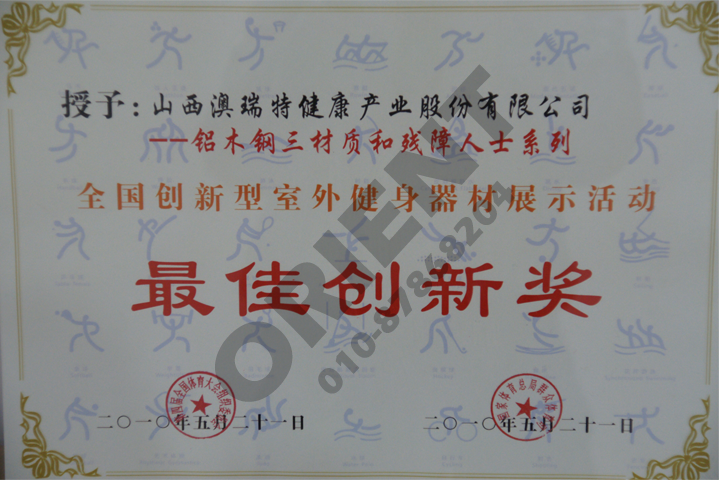 授予：山西澳瑞特健康产业股份有限公司
——铝木钢三材质和残障人士系列
全国创新型室外健身器材展示活动
最佳创新奖
二〇一〇年五月二十一日
二〇一〇年五月二十一日
ORIENT